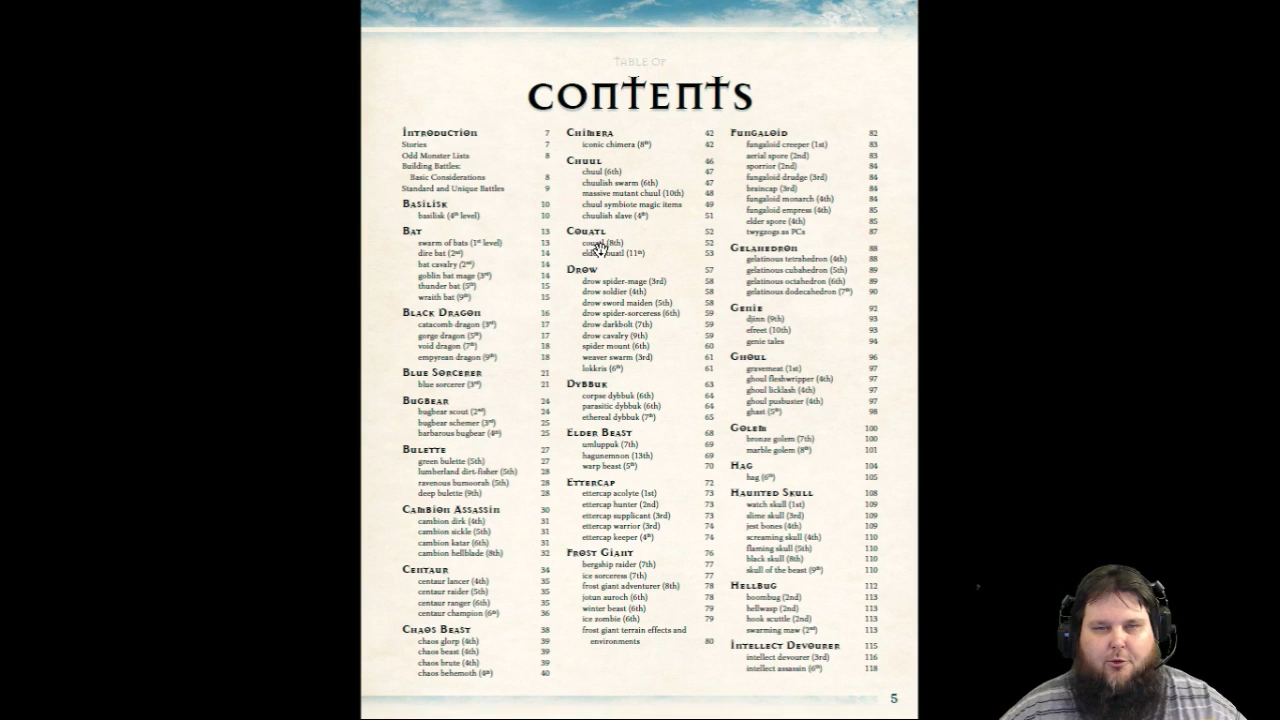 TABLE OF
CONTENTS
INTRODUCTION 7
Stories 7
Odd Monster Lists 8
Building Battles:
Basic Considerations 8
Standard and Unique Battles 9
BASILISK 10
basilisk (4th level) 10
BAT 13
swarm of bats (1st level) 13
dire bat (2nd) 14
bat cavalry (2nd) 14
goblin bat mage (3rd) 14
thunder bat (5th) 15
wraith bat (9th) 15
BLACK DRAGON 16
catacomb dragon (3rd) 17
gorge dragon (5th) 17
void dragon (7th) 18
empyrean dragon (9th) 18
BLUE SORCERER 21
blue sorcerer (3rd) 21
BUGBEAR 24
bugbear scout (2nd) 24
bugbear schemer (3rd) 25
barbarous bugbear (4th) 25
BULETTE 27
green bulette (5th) 27
lumberland dirt-fisher (5th) 28
ravenous bumoorah (5th) 28
deep bulette (9th) 28
CAMBION ASSASSIN 30
cambion dirk (4th) 31
cambion sickle (5th) 31
cambion katar (6th) 31
cambion hellblade (8th) 32
CENTAUR 34
centaur lancer (4th) 35
centaur raider (5th) 35
centaur ranger (6th) 35
centaur champion (6th) 36
CHAOS BEAST 38
chaos glorp (4th) 39
chaos beast (4th) 39
chaos brute (4th) 39
chaos behemoth (4th) 40
CHIMERA 42
iconic chimera (8th) 42
CHUUL 46
chuul (6th) 47
chuulish swarm (6th) 47
massive mutant chuul (10th) 48
chuul symbiote magic items 49
chuulish slave (4th) 51
COUATL 52
couatl (8th) 52
elder couatl (11th) 53
DROW 57
drow spider-mage (3rd) 58
drow soldier (4th) 58
drow sword maiden (5th) 58
drow spider-sorceress (6th) 59
drow darkbolt (7th) 59
drow cavalry (9th) 59
spider mount (6th) 60
weaver swarm (3rd) 61
lokkris (6th) 61
DYBBUK 63
corpse dybbuk (6th) 64
parasitic dybbuk (6th) 64
ethereal dybbuk (7th) 65
ELDER BEAST 68
umluppuk (7th) 69
hagunemnon (13th) 69
warp beast (5th) 70
ETTERCAP 72
ettercap acolyte (1st) 73
ettercap hunter (2nd) 73
ettercap supplicant (3rd) 73
ettercap warrior (3rd) 74
ettercap keeper (4th) 74
FROST GIANT 76
bergship raider (7th) 77
ice sorceress (7th) 77
frost giant adventurer (8th) 78
jotun auroch (6th) 78
winter beast (6th) 79
ice zombie (6th) 79
frost giant terrain effects and
environments 80
FUNGALOID 82
fungaloid creeper (1st) 83
aerial spore (2nd) 83
sporrior (2nd) 84
fungaloid drudge (3rd) 84
braincap (3rd) 84
fungaloid monarch (4th) 84
fungaloid empress (4th) 85
elder spore (4th) 85
twygzogs as PCs 87
GELAHEDRON 88
gelatinous tetrahedron (4th) 88
gelatinous cubahedron (5th) 89
gelatinous octahedron (6th) 89
gelatinous dodecahedron (7th) 90
GENIE 92
djinn (9th) 93
efreet (10th) 93
genie tales 94
GHOUL 96
gravemeat (1st) 97
ghoul fleshwripper (4th) 97
ghoul licklash (4th) 97
ghoul pusbuster (4th) 97
ghast (5th) 98
GOLEM 100
bronze golem (7th) 100
marble golem (8th) 101
HAG 104
hag (6th) 105
HAUNTED SKULL 108
watch skull (1st) 109
slime skull (3rd) 109
jest bones (4th) 109
screaming skull (4th) 110
flaming skull (5th) 110
black skull (8th) 110
skull of the beast (9th) 110
HELLBUG 112
boombug (2nd) 113
hellwasp (2nd) 113
hook scuttle (2nd) 113
swarming maw (2nd) 113
INTELLECT DEVOURER 115
intellect devourer (3rd) 116
intellect assassin (6th) 118
5